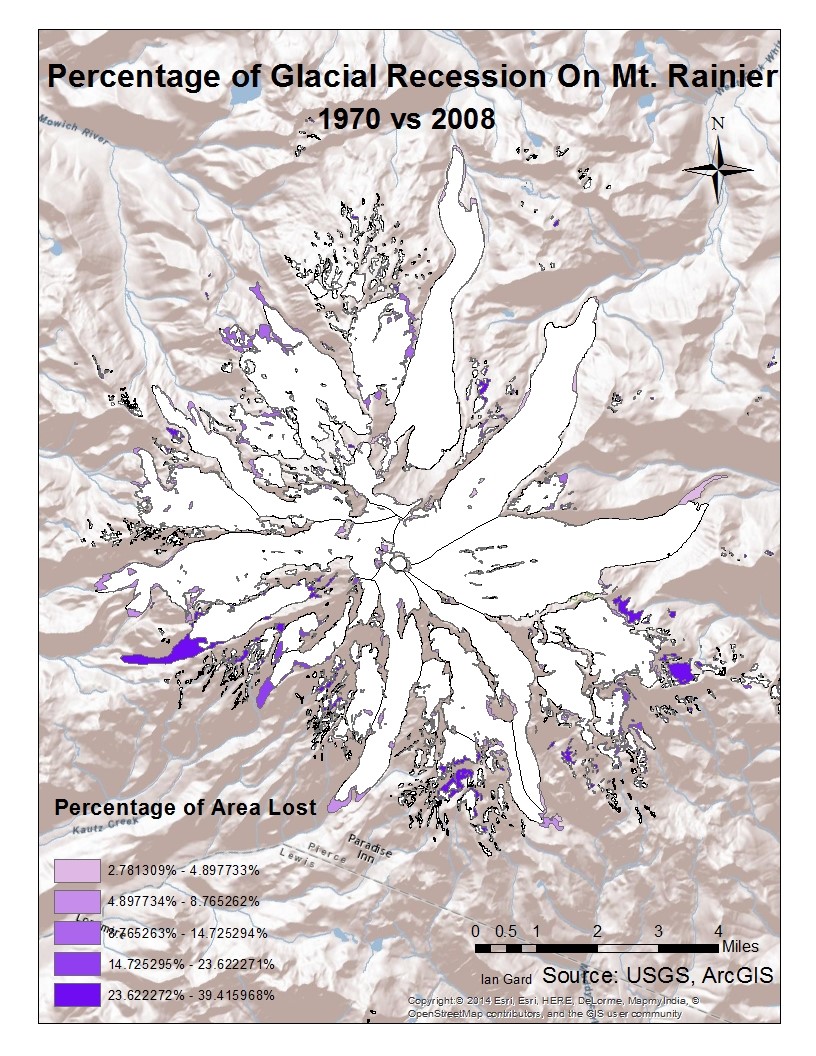 Percentage of Glacial Recession On Mt. Rainier
1970 vs 2008
Mowich River
N
Percentage of Area Lost
Kautz Creek
Paradise
Inn
Pierce
Lewis
2.781309% - 4.897733%
4.897734% - 8.765262%
8.765263% - 14.725294%
14.725295% - 23.622271%
23.622272% - 39.415968%
0 0.5 1 2 3 4
Miles
Ian Gard Source: USGS, ArcGIS
Copyright:© 2014 Esri, Esri, HERE, DeLorme, MapmyIndia, ©
OpenStreetMap contributors, and the GIS user community